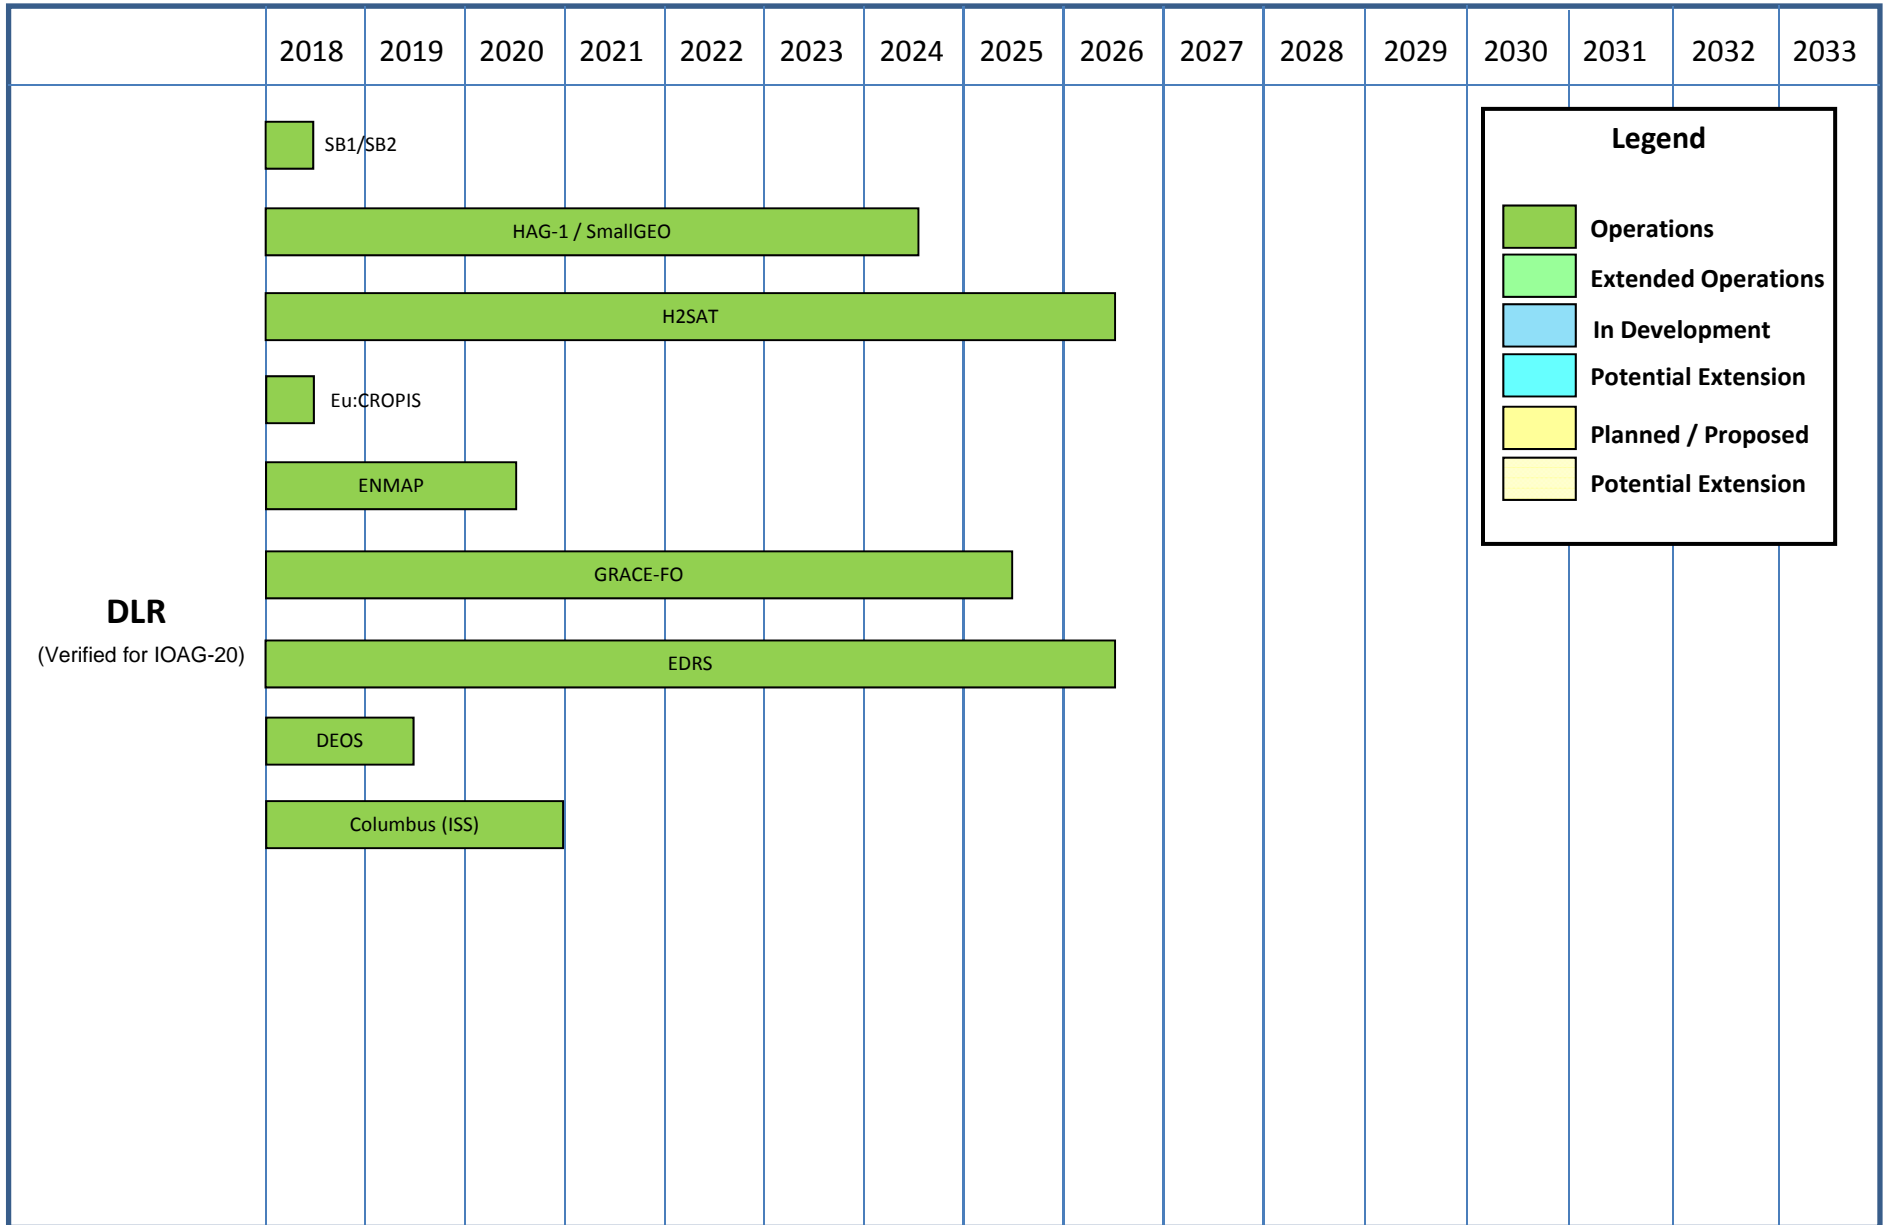 2018 2019 2020 2021 2022 2023 2024 2025 2026 2027 2028 2029 2030 2031 2032 2033
SB1/SB2
HAG-1 / SmallGEO
H2SAT
Eu:CROPIS
ENMAP
GRACE-FO
DLR
(Verified for IOAG-20)
EDRS
DEOS
Columbus (ISS)
Legend
Operations
Extended Operations
In Development
Potential Extension
Planned / Proposed
Potential Extension